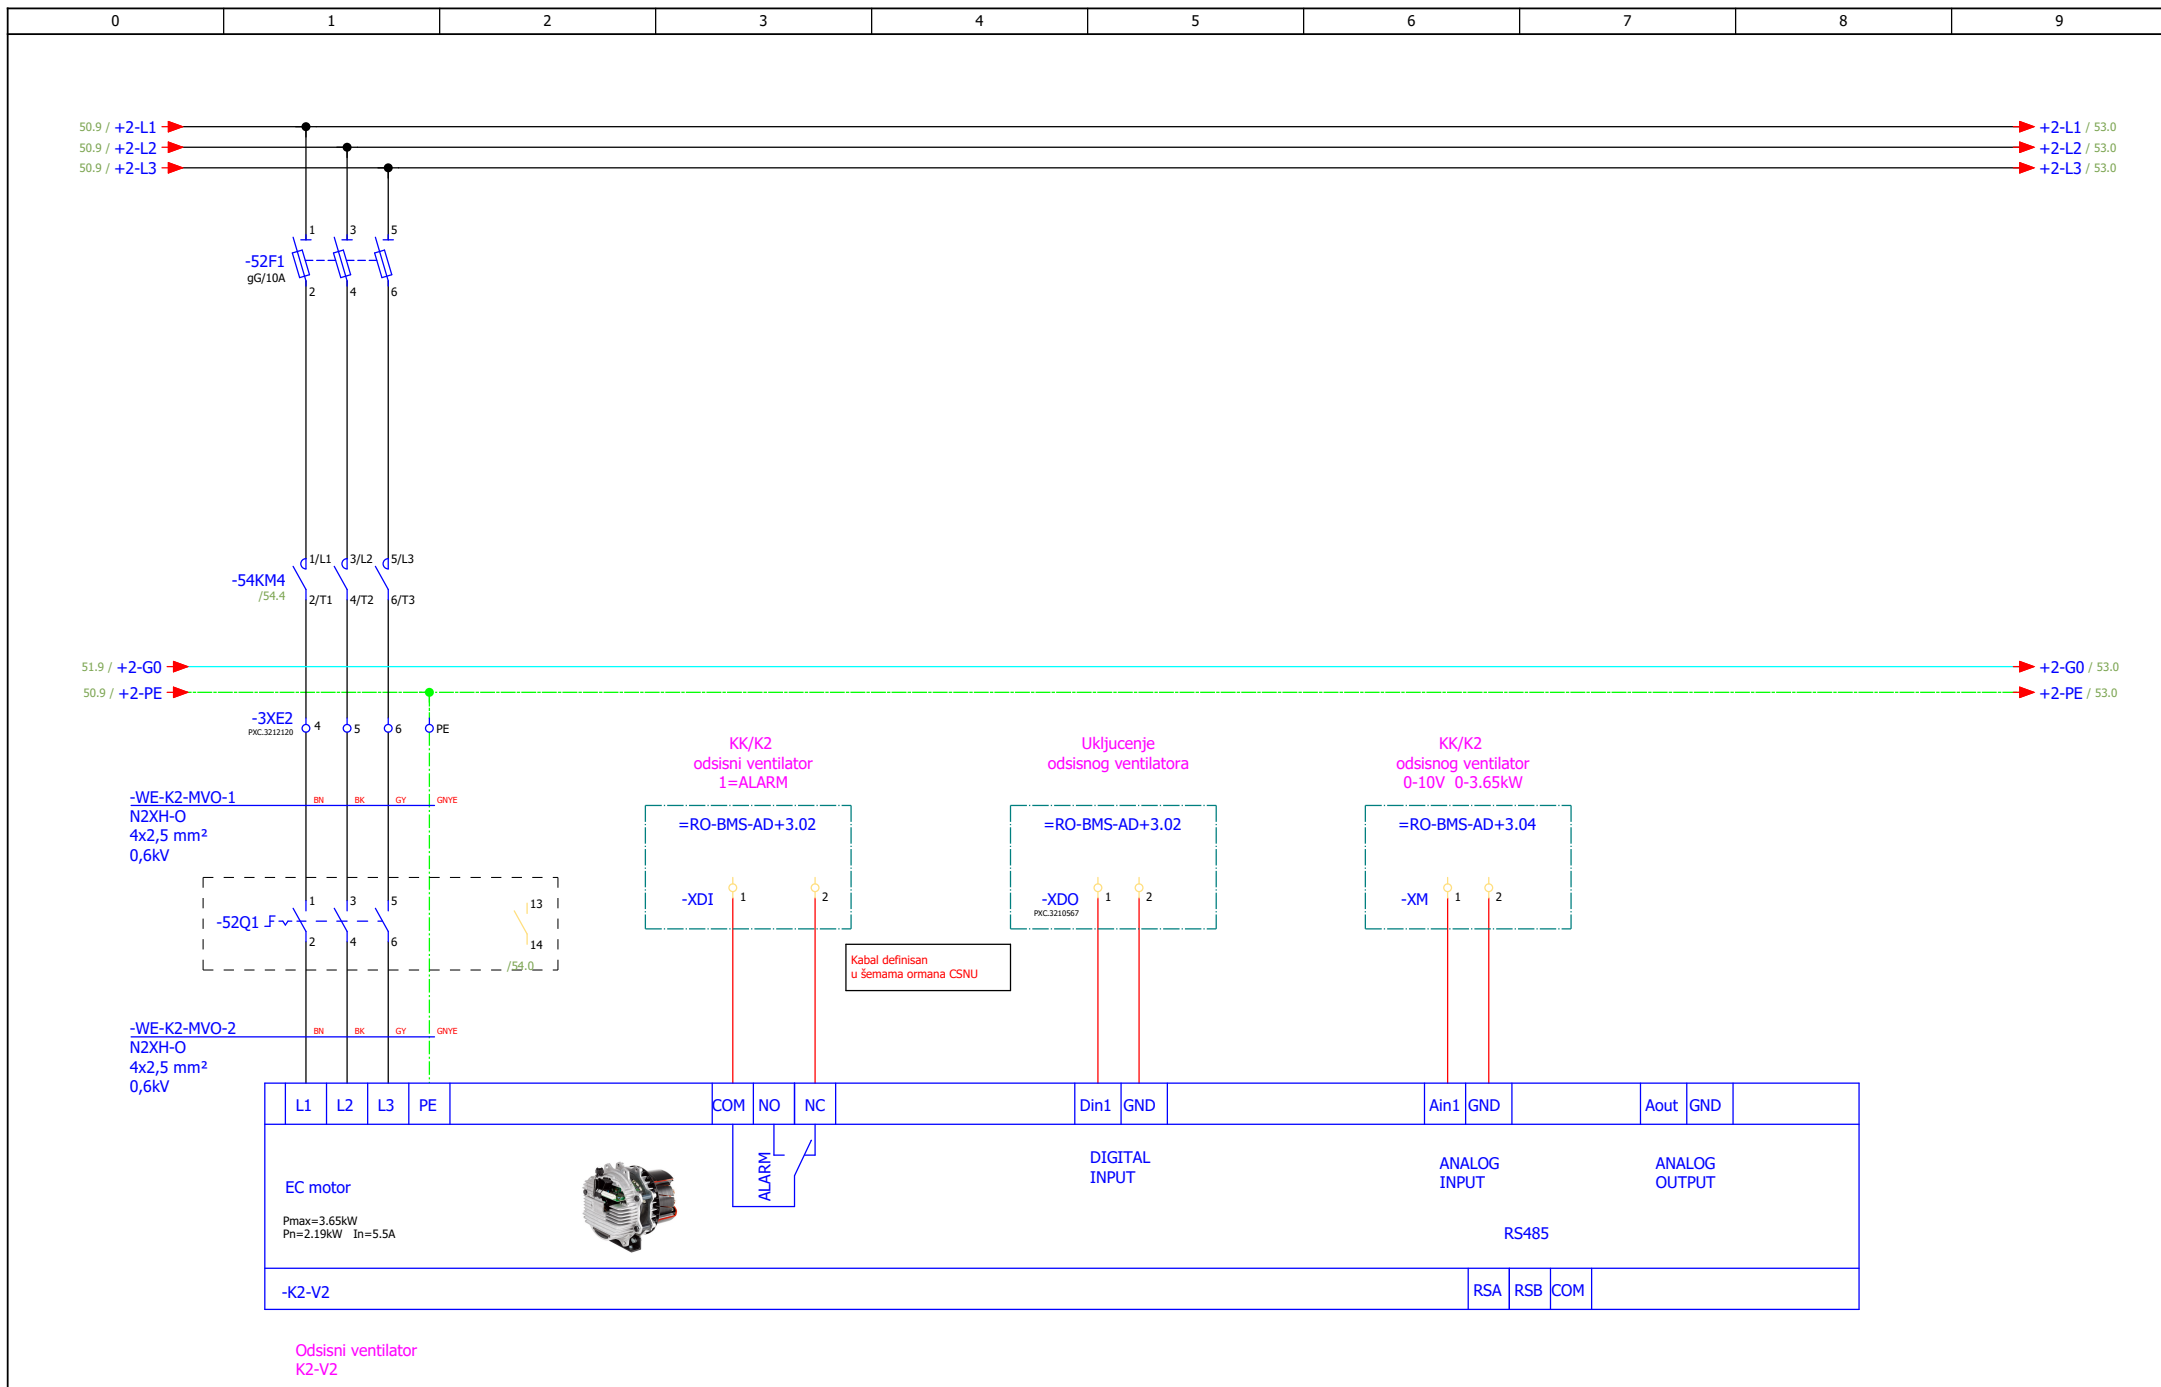 0 1 2 3 4 5 6 7 8 9
50.9 / +2-L1 +2-L1 / 53.0
50.9 / +2-L2 +2-L2 / 53.0
50.9 / +2-L3 +2-L3 / 53.0
1 3 5
-52F1
gG/10A
2 4 6
1/L1 3/L2 5/L3
-54KM4
/54.4
2/T1 4/T2 6/T3
51.9 / +2-G0 +2-G0 / 53.0
50.9 / +2-PE +2-PE / 53.0
-3XE2
PXC.3212120
4 5 6 PE
KK/K2
odsisni ventilator
1=ALARM
Ukljucenje
odsisnog ventilatora
KK/K2
odsisnog ventilator
0-10V 0-3.65kW
-WE-K2-MVO-1
N2XH-O
4x2,5 mm²
0,6kV
BN BK GY GNYE
=RO-BMS-AD+3.02
-XDI
1 2
=RO-BMS-AD+3.02
-XDO
PXC.3210567
1 2
=RO-BMS-AD+3.04
-XM
1 2
-52Q1
1 3 5
2 4 6
13
14
/54.0
Kabal definisan
u šemama ormana CSNU
-WE-K2-MVO-2
N2XH-O
4x2,5 mm²
0,6kV
BN BK GY GNYE
L1 L2 L3 PE COM NO NC Din1 GND Ain1 GND Aout GND
ALARM
DIGITAL
INPUT
ANALOG
INPUT
ANALOG
OUTPUT
EC motor
Pmax=3.65kW
Pn=2.19kW In=5.5A
RS485
-K2-V2
RSA RSB COM
Odsisni ventilator
K2-V2